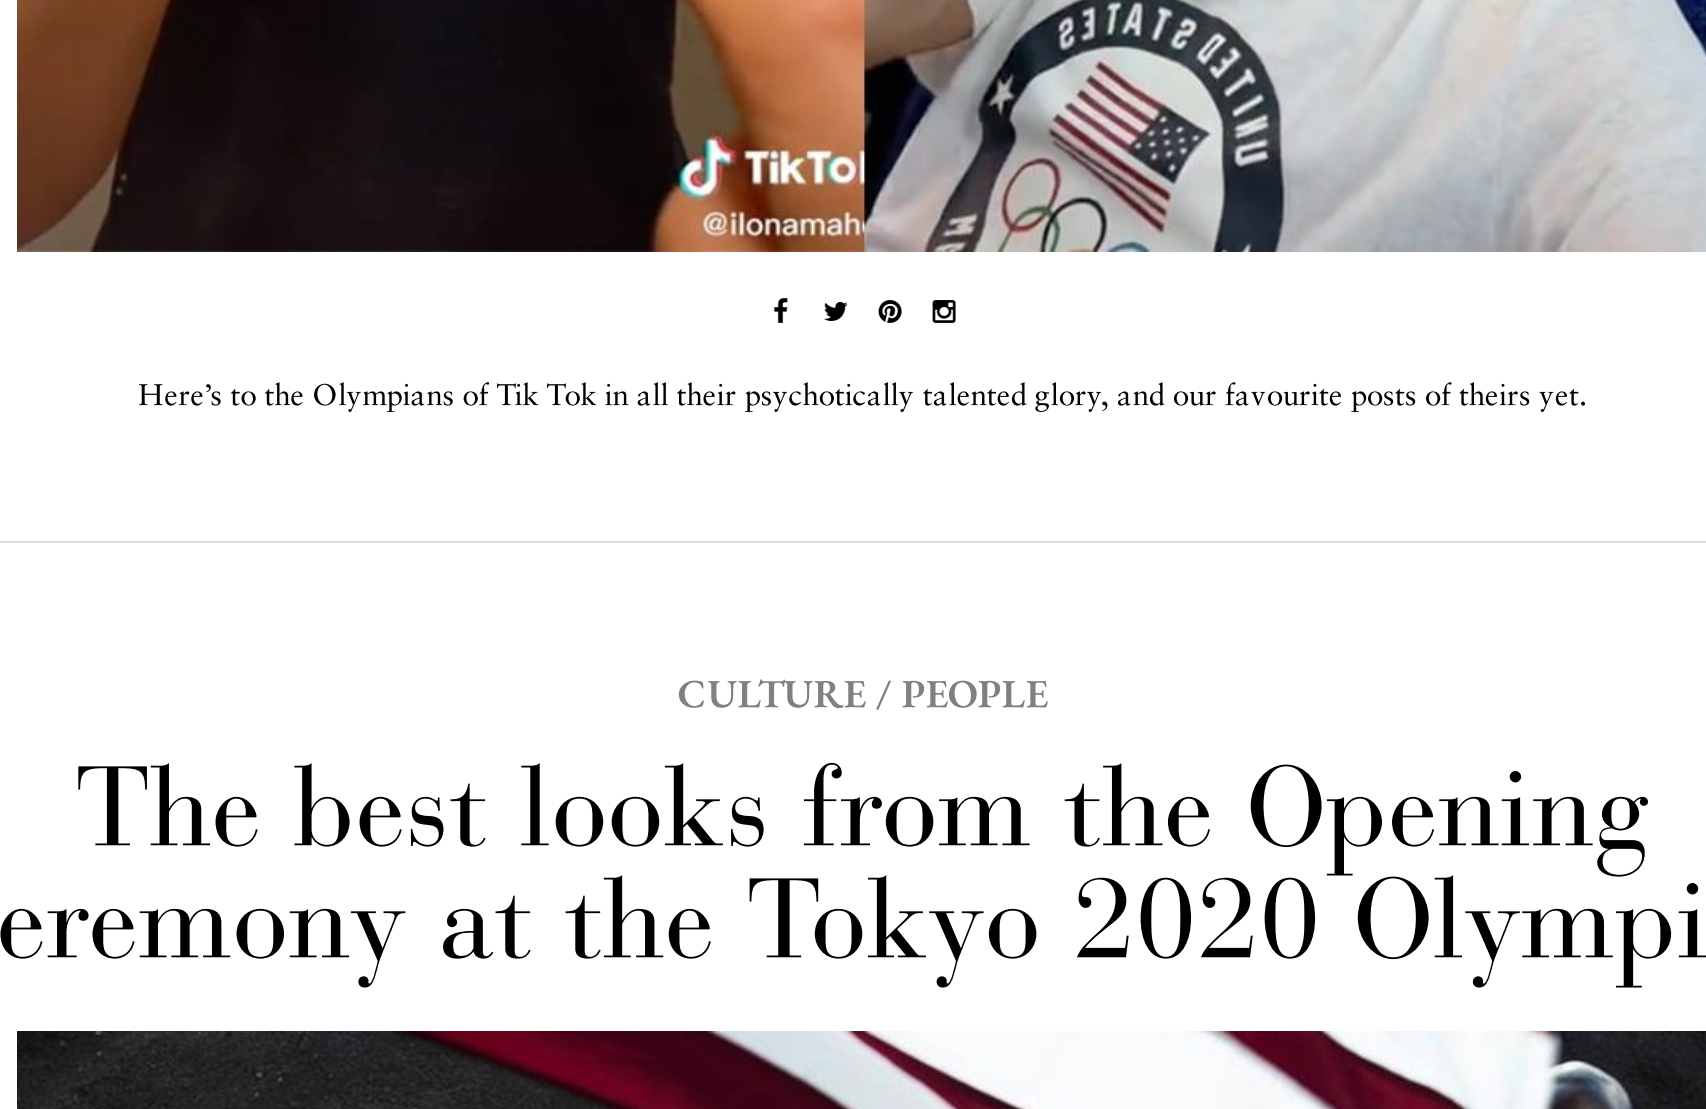 UNITED STATES
TikTo
@ilonamah
Here’s to the Olympians of Tik Tok in all their psychotically talented glory, and our favourite posts of theirs yet.
CULTURE / PEOPLE
The best looks from the Opening
eremony at the Tokyo 2020 Olympi